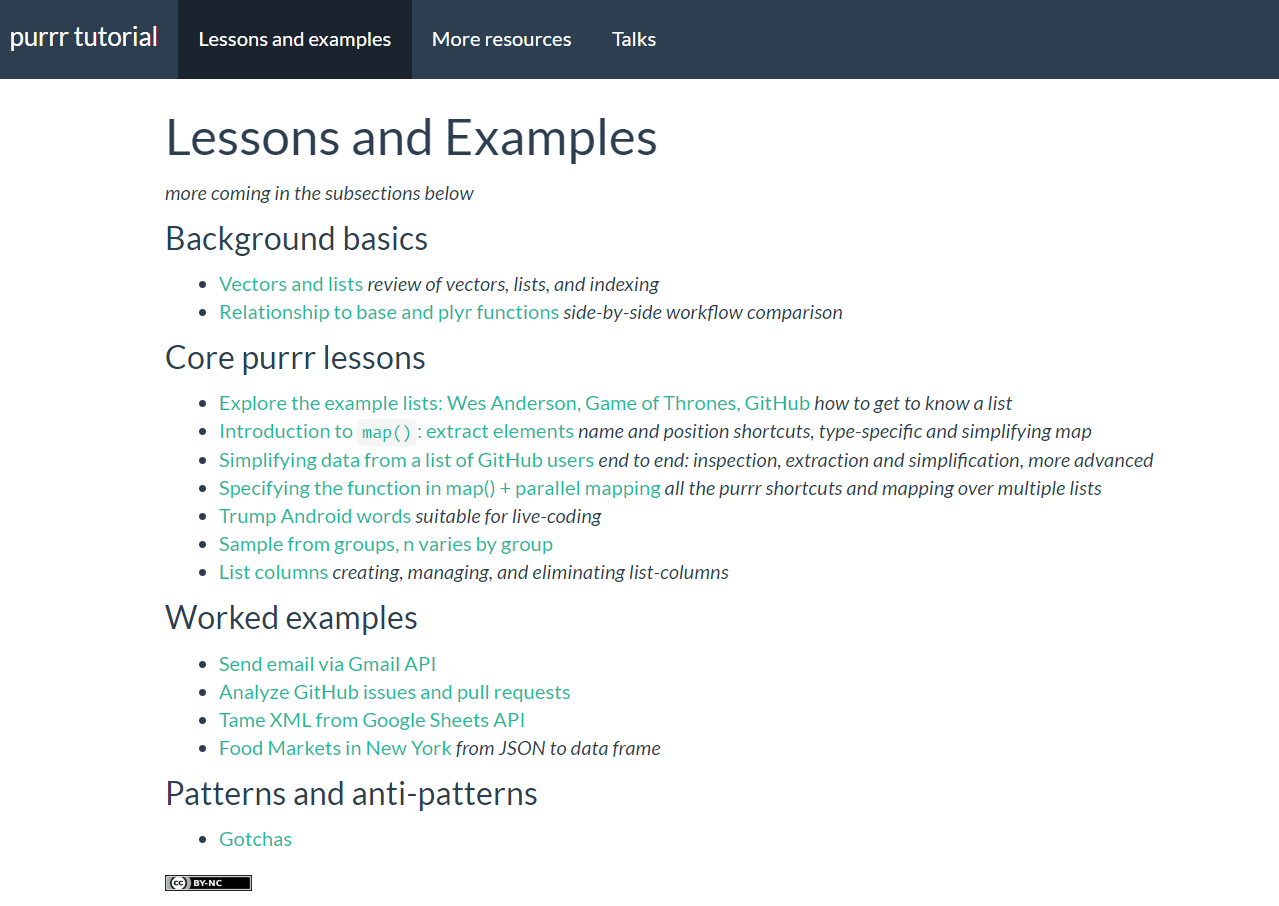 purrr tutorial Lessons and examples More resources Talks
Lessons and Examples
more coming in the subsections below
Background basics
Vectors and lists review of vectors, lists, and indexing
Relationship to base and plyr functions side-by-side workflow comparison
Core purrr lessons
Explore the example lists: Wes Anderson, Game of Thrones, GitHub how to get to know a list
Introduction to map(): extract elements name and position shortcuts, type-specific and simplifying map
Simplifying data from a list of GitHub users end to end: inspection, extraction and simplification, more advanced
Specifying the function in map() + parallel mapping all the purrr shortcuts and mapping over multiple lists
Trump Android words suitable for live-coding
Sample from groups, n varies by group
List columns creating, managing, and eliminating list-columns
Worked examples
Send email via Gmail API
Analyze GitHub issues and pull requests
Tame XML from Google Sheets API
Food Markets in New York from JSON to data frame
Patterns and anti-patterns
Gotchas
cc BY-NC